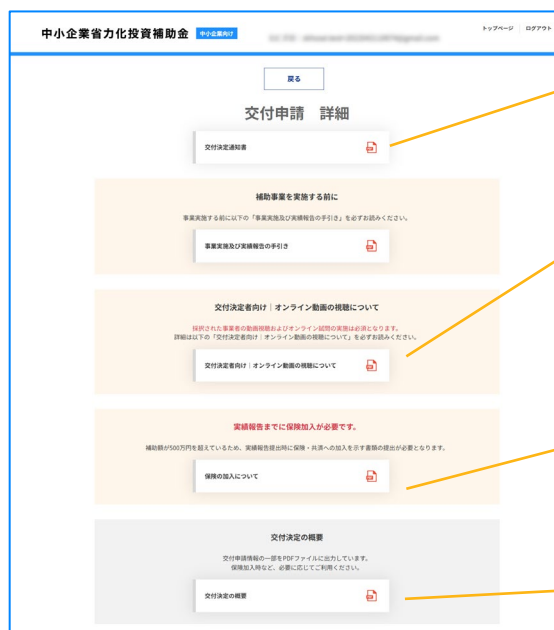 中小企業省力化投資補助金 中小企業向け
トップページ ログアウト
戻る
交付申請 詳細
交付決定通知書
補助事業を実施する前に
事業実施する前に以下の「事業実施及び実績報告の手引き」を必ずお読みください。
事業実施及び実績報告の手引き
交付決定者向け｜オンライン動画の視聴について
採択された事業者の動画視聴およびオンライン試問の実施は必須となります。
詳細は以下の「交付決定者向け｜オンライン動画の視聴について」を必ずお読みください。
交付決定者向け｜オンライン動画の視聴について
実績報告までに保険加入が必要です。
補助額が500万円を超えているため、実績報告提出時に保険・共済への加入を示す書類の提出が必要となります。
保険の加入について
交付決定の概要
交付申請情報の一部をPDFファイルに出力しています。
保険加入時など、必要に応じてご利用ください。
交付決定の概要